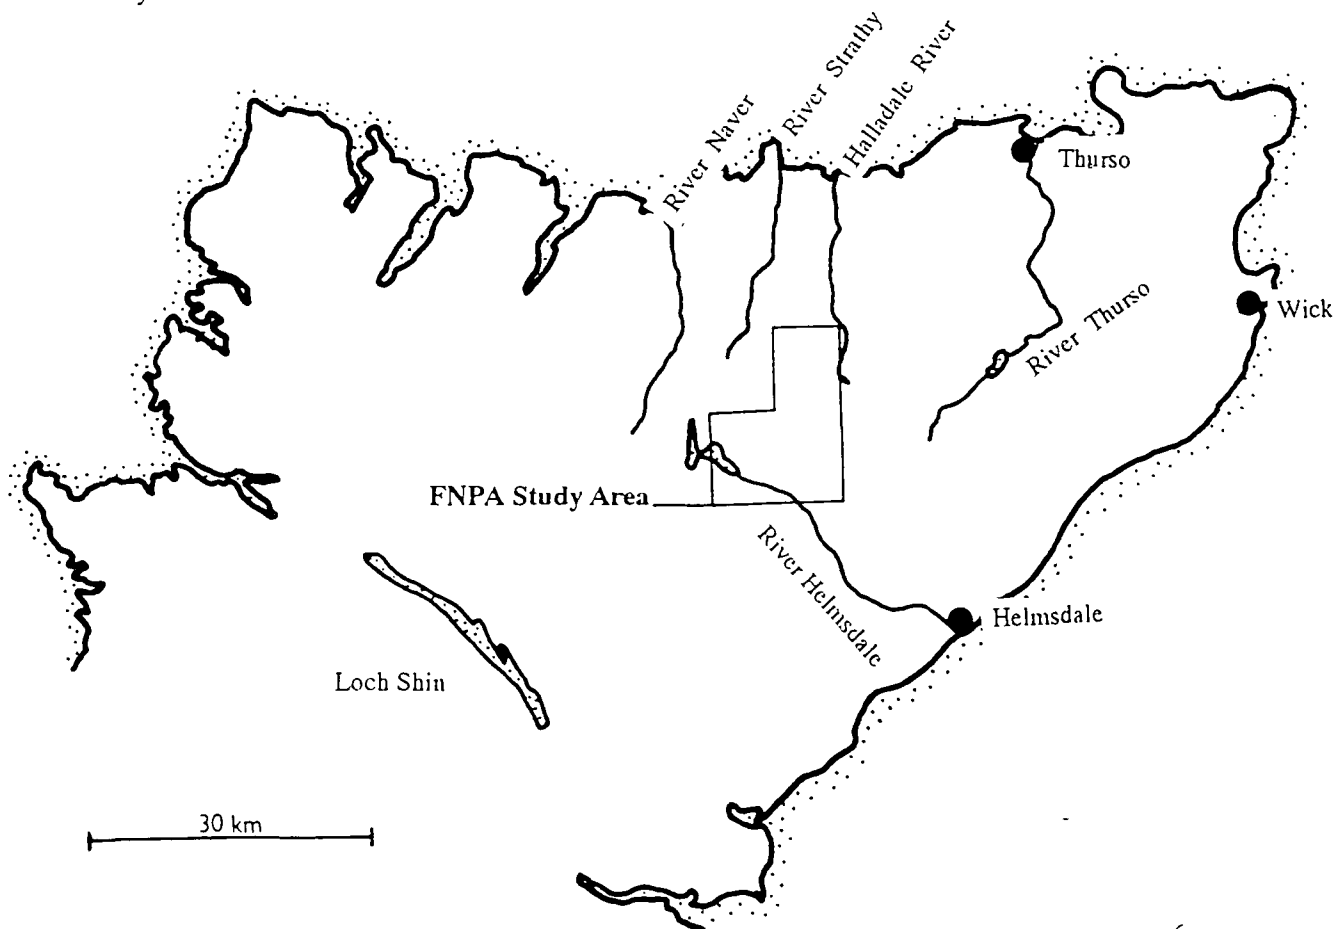 River Strathy
Halladale River
River Naver
Thurso
Wick
River Thurso
FNPA Study Area
River Helmsdale
Helmsdale
Loch Shin
30 km